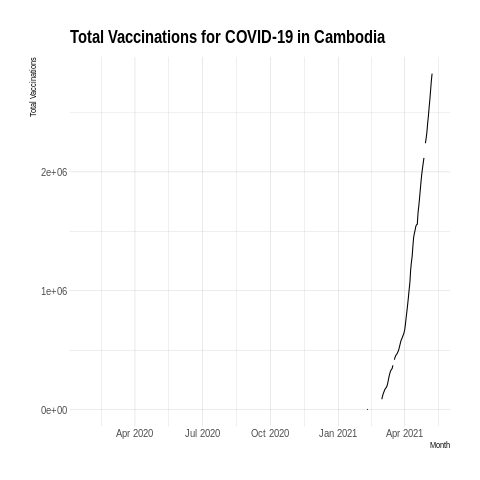 Total Vaccinations for COVID-19 in Cambodia
Total Vaccinations
2e+06
1e+06
0e+00
Apr 2020 Jul 2020 Oct 2020 Jan 2021 Apr 2021
Month